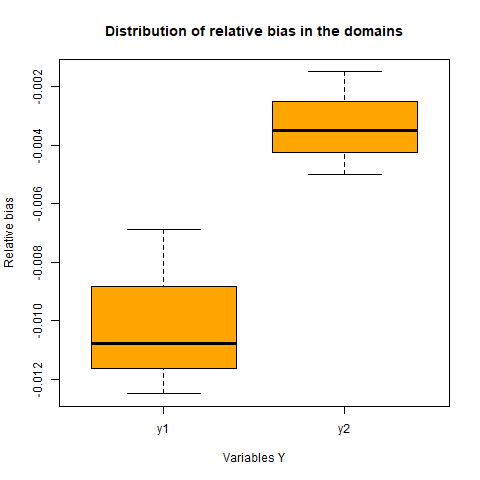 Distribution of relative bias in the domains
Relative bias
-0.002
-0.004
-0.006
-0.008
-0.010
-0.012
y1
y2
Variables Y